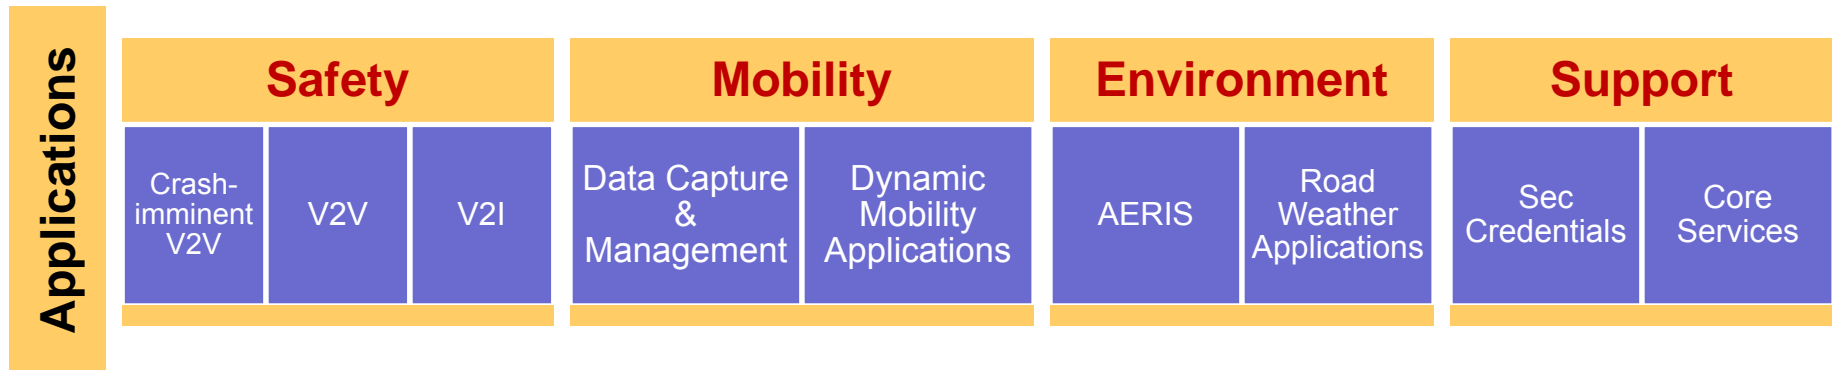 Applications
Safety
Crash-
imminent
V2V
V2V
V2I
Mobility
Data Capture
&
Management
Dynamic
Mobility
Applications
Environment
AERIS
Road
Weather
Applications
Support
Sec
Credentials
Core
Services